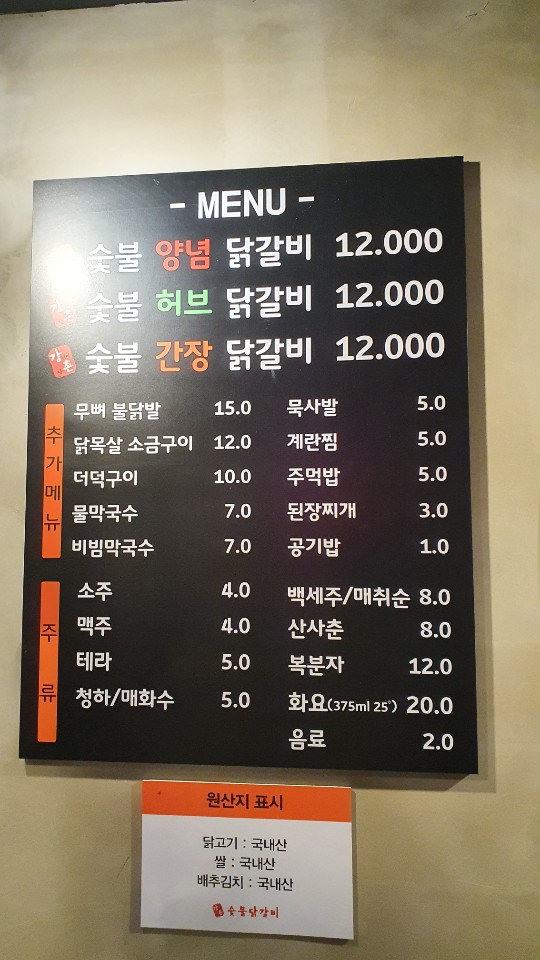 - MENU -
숯불 양념 닭갈비 12.000
강촌 숯불 허브 닭갈비 12.000
강촌 숯불 간장 닭갈비 12.000
추가메뉴
무뼈 불닭발 15.0
닭목살 소금구이 12.0
더덕구이 10.0
물막국수 7.0
비빔막국수 7.0
묵사발 5.0
계란찜 5.0
주먹밥 5.0
된장찌개 3.0
공기밥 1.0
주류
소주 4.0
맥주 4.0
테라 5.0
청하/매화수 5.0
백세주/매취순 8.0
산사춘 8.0
복분자 12.0
화요(375ml 25°) 20.0
음료 2.0
원산지 표시
닭고기 : 국내산
쌀 : 국내산
배추김치 : 국내산
강촌 숯불닭갈비